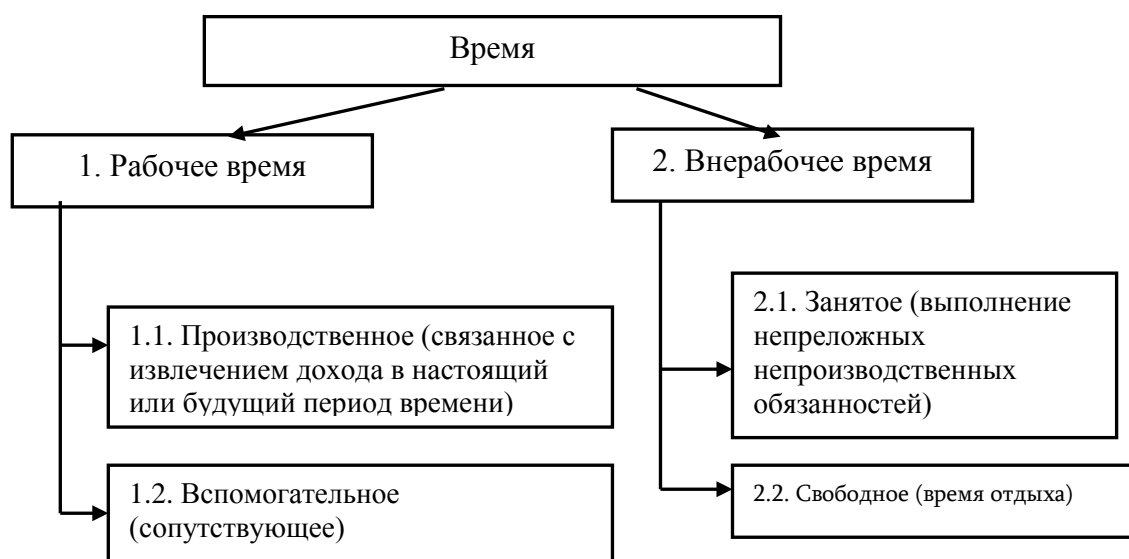 Время
1. Рабочее время
2. Внерабочее время
1.1. Производственное (связанное с
извлечением дохода в настоящий
или будущий период времени)
1.2. Вспомогательное
(сопутствующее)
2.1. Занятое (выполнение
непреложных
непроизводственных
обязанностей)
2.2. Свободное (время отдыха)